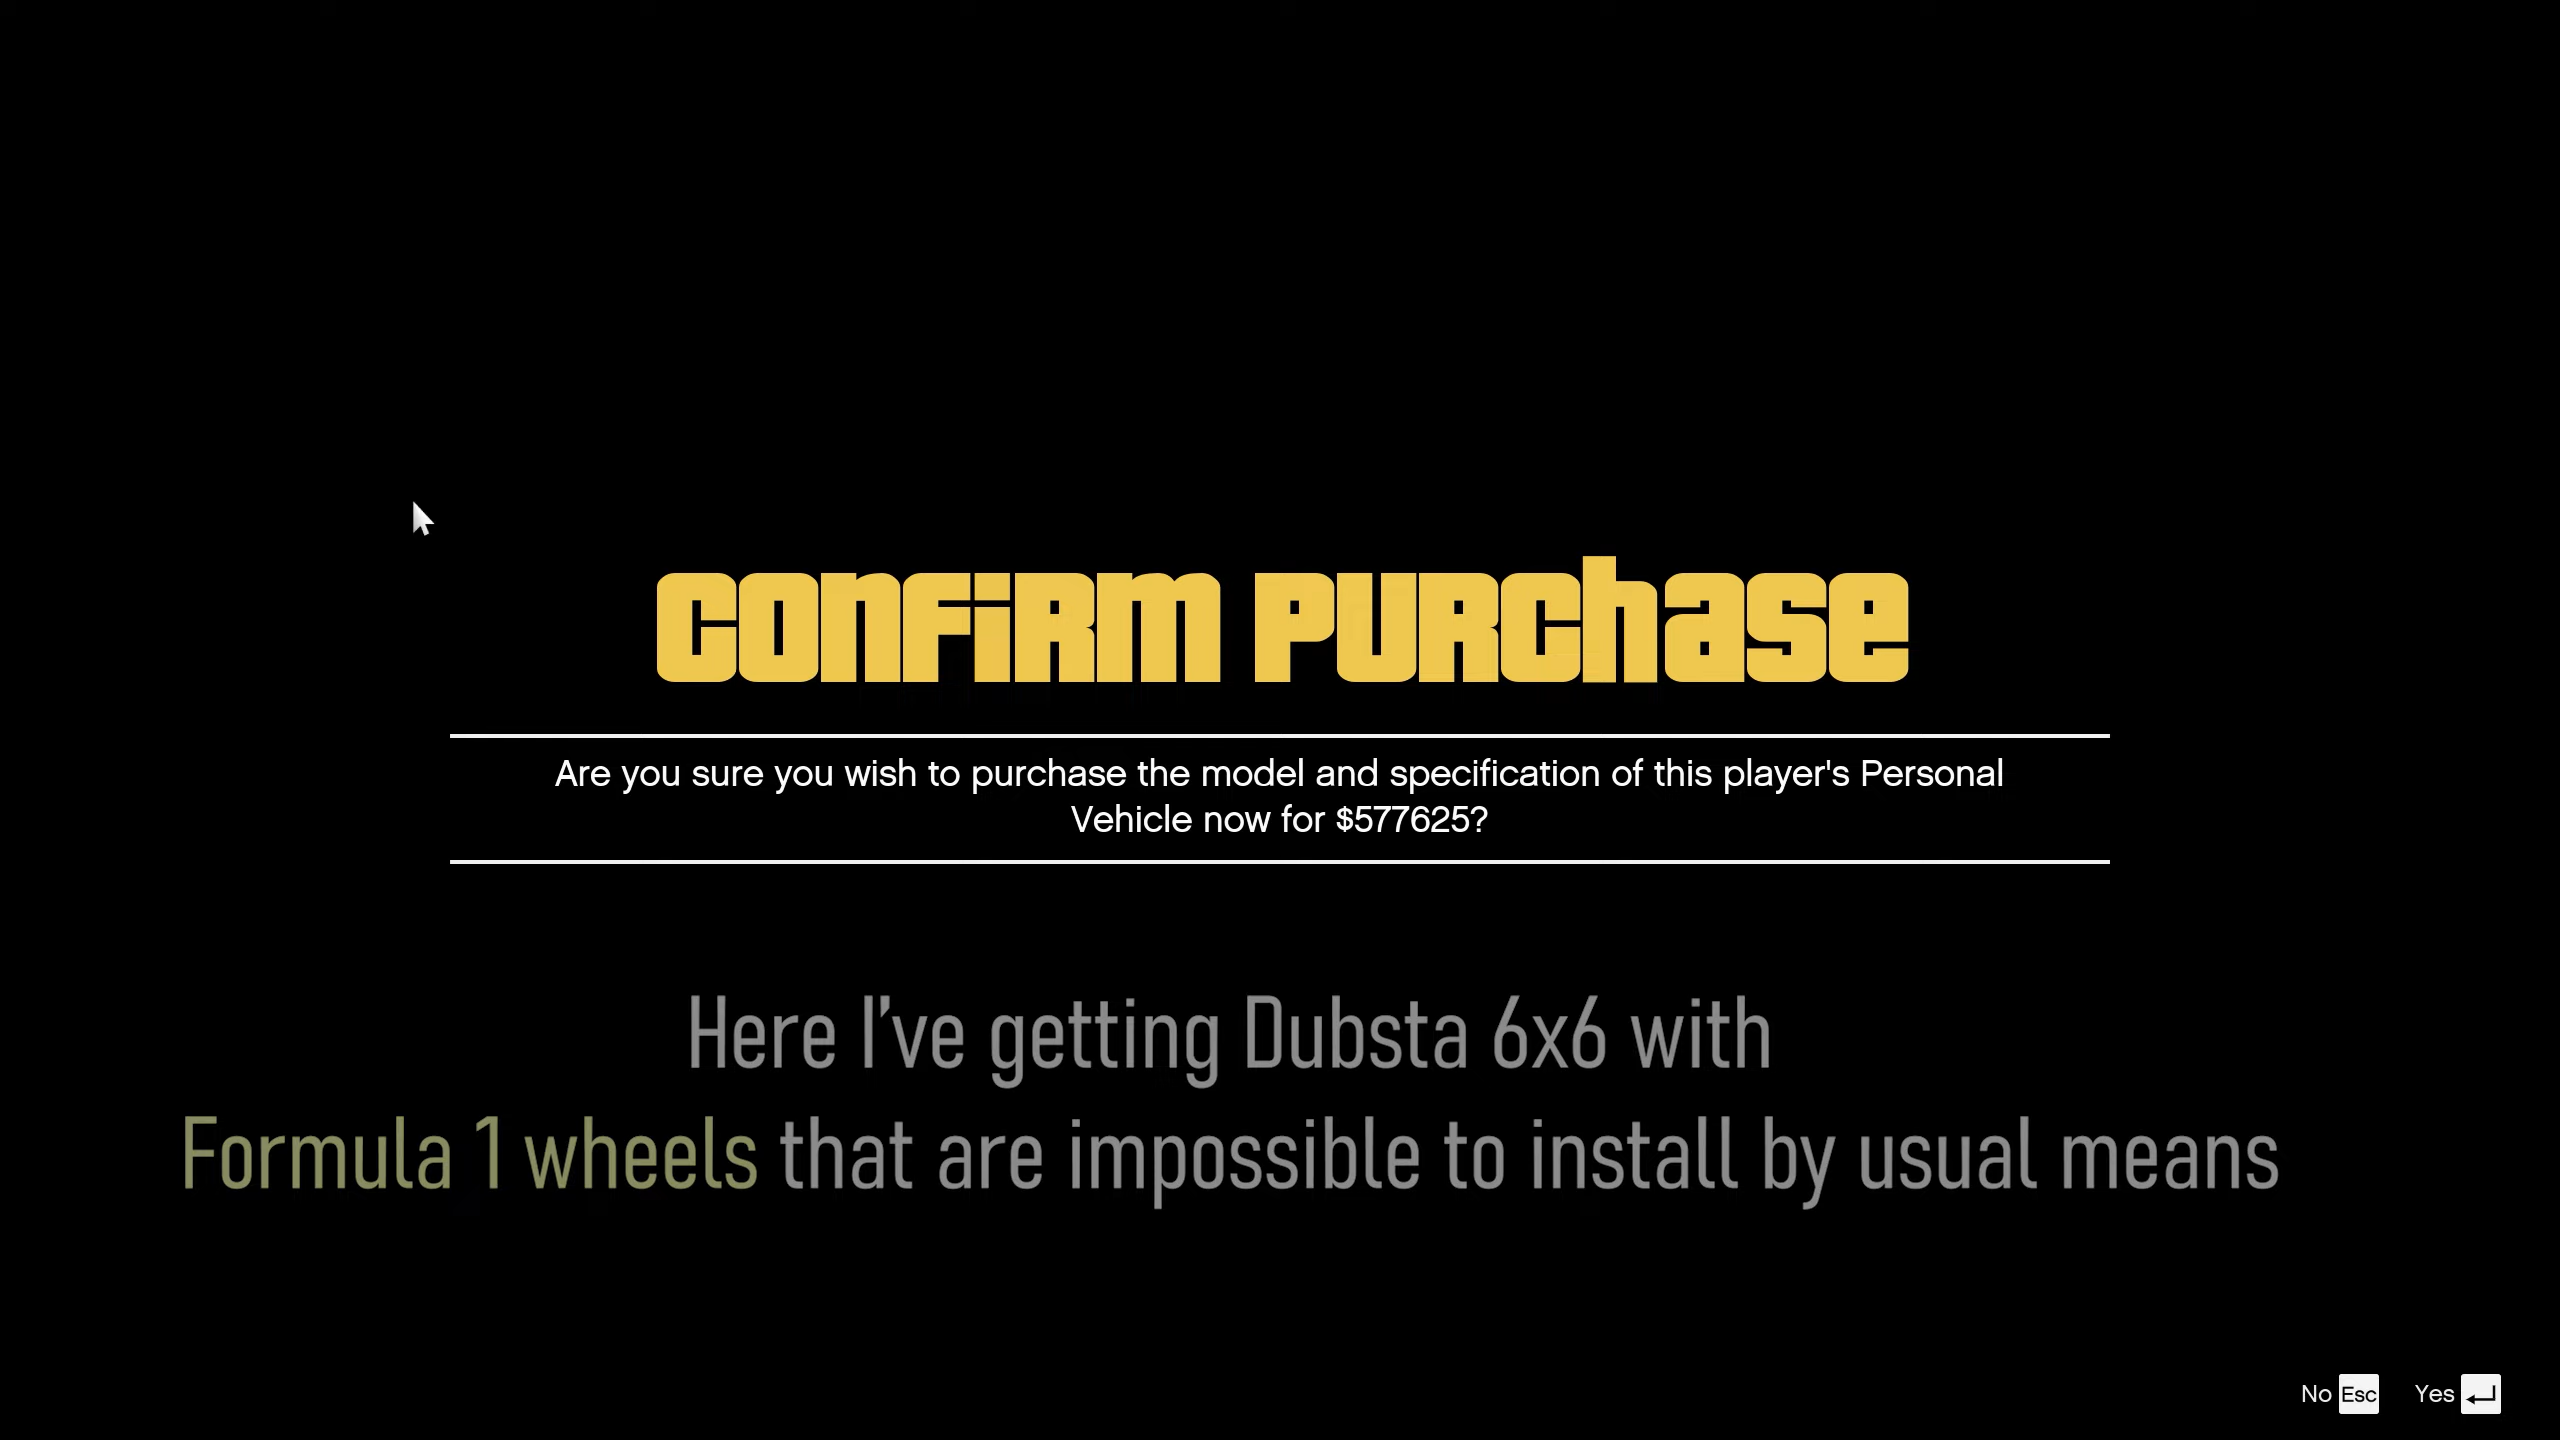 CONFIRM PURCHASE
Are you sure you wish to purchase the model and specification of this player's Personal
Vehicle now for $577625?
Here I've getting Dubsta 6x6 with
Formula 1 wheels that are impossible to install by usual means
No Esc Yes